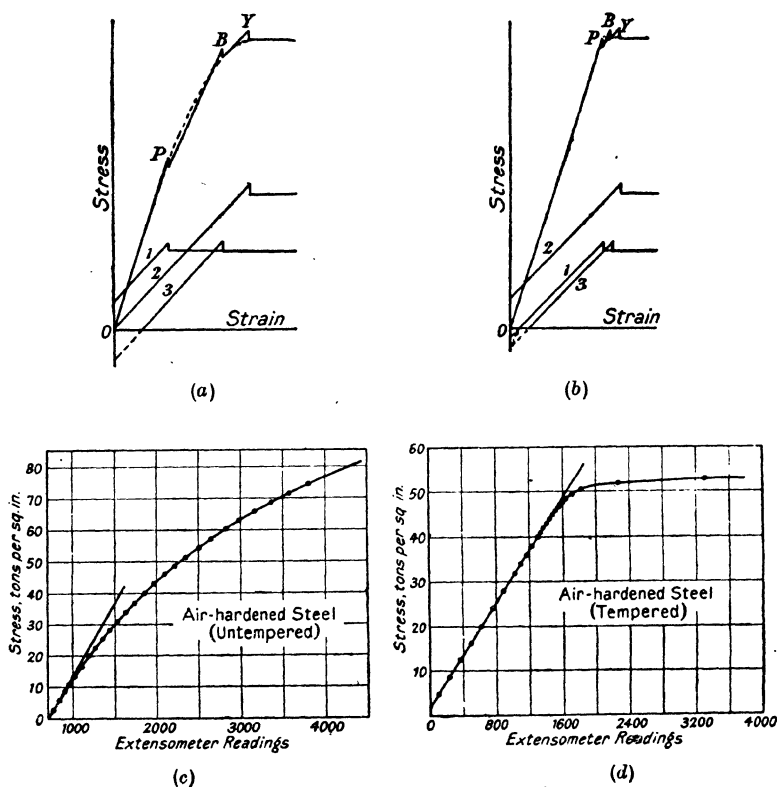 Y
B
P
Stress
1
2
3
O
Strain
(a)
B
Y
P
Stress
2
1
3
O
Strain
(b)
80
70
60
50
40
30
20
10
0
Stress, tons per sq. in.
Air-hardened Steel
(Untempered)
1000 2000 3000 4000
Extensometer Readings
(c)
60
50
40
30
20
10
Stress, tons per sq. in.
Air-hardened Steel
(Tempered)
0 800 1600 2400 3200 4000
Extensometer Readings
(d)